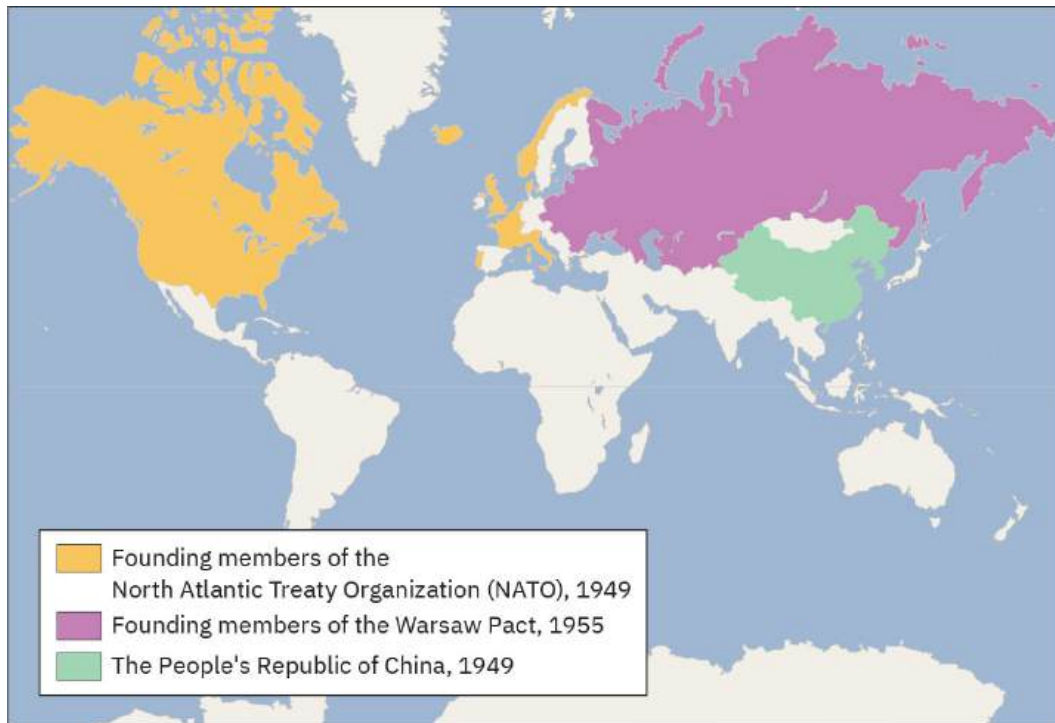 Founding members of the
North Atlantic Treaty Organization (NATO), 1949
Founding members of the Warsaw Pact, 1955
The People's Republic of China, 1949